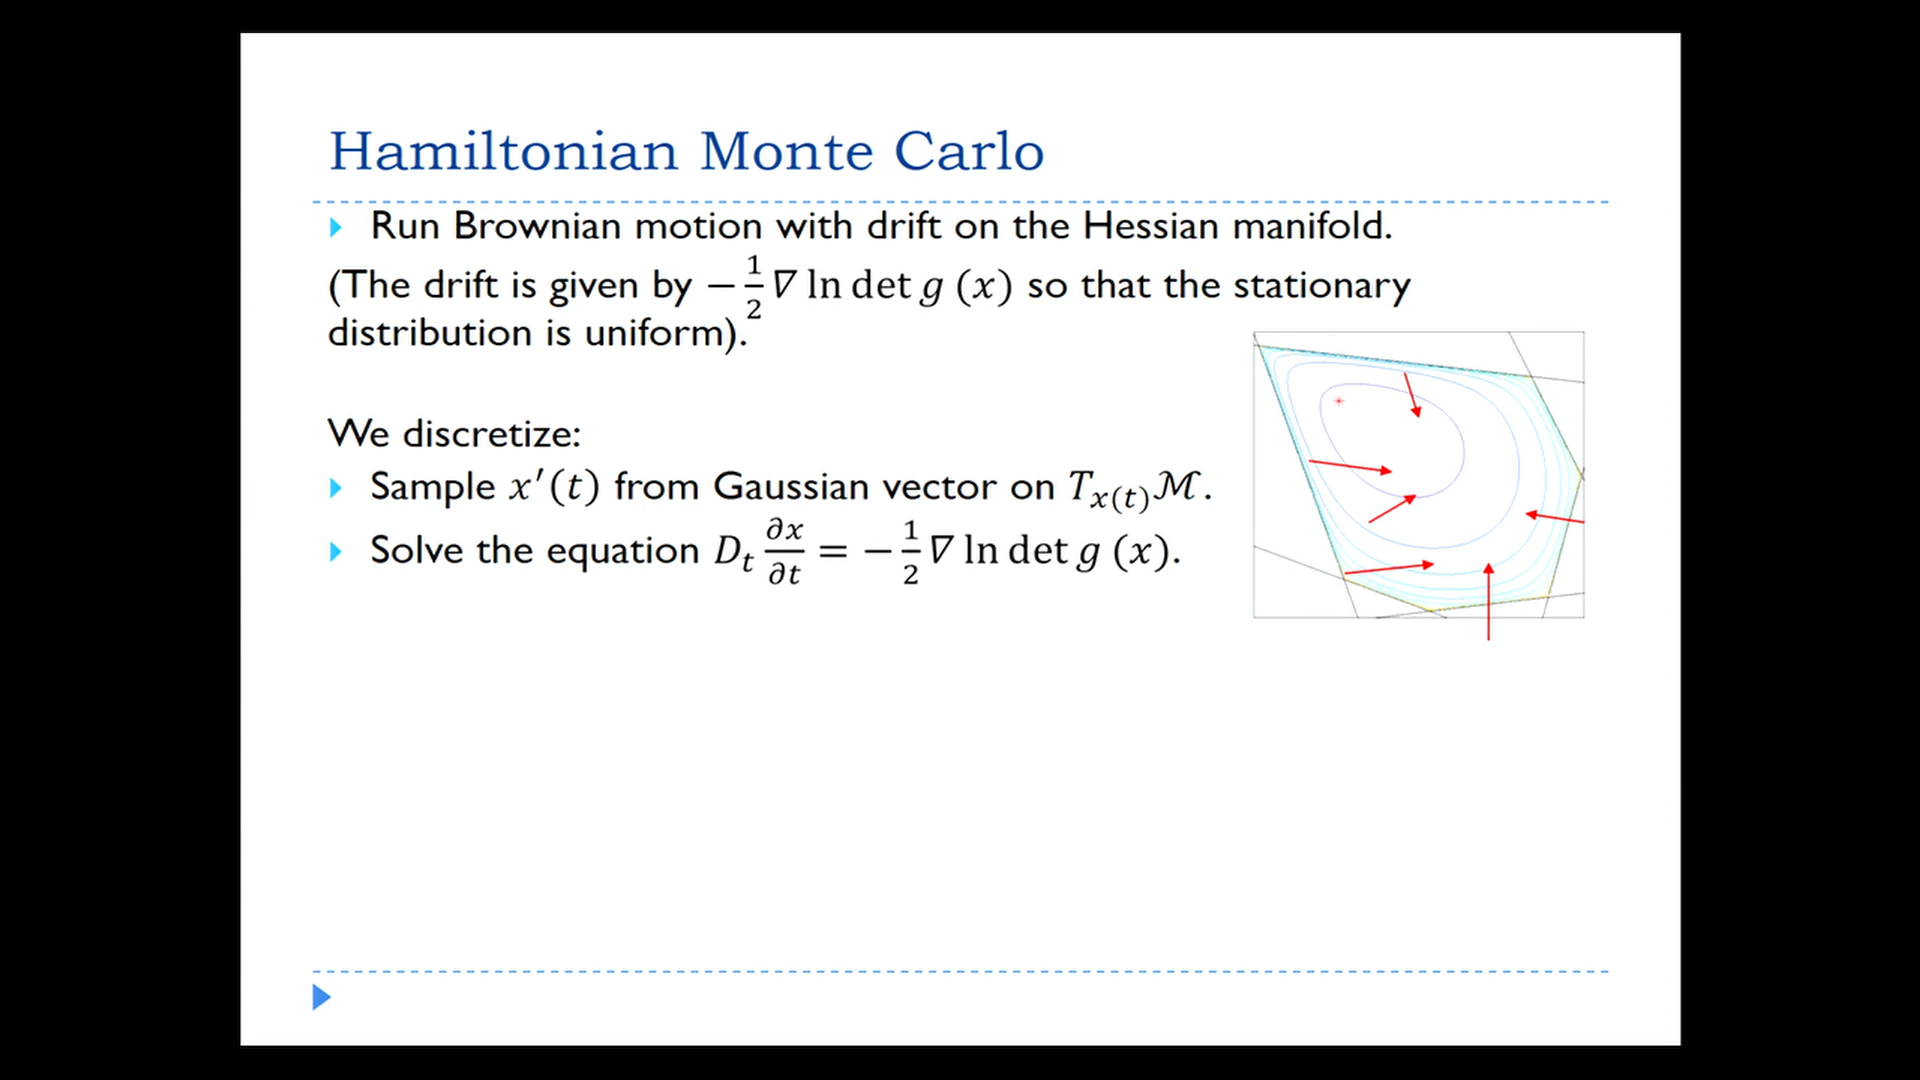 Hamiltonian Monte Carlo
Run Brownian motion with drift on the Hessian manifold.
(The drift is given by −½∇ ln det g (x) so that the stationary
distribution is uniform).
We discretize:
Sample x′(t) from Gaussian vector on Tₓ₍ₜ₎ℳ.
Solve the equation Dₜ ∂x/∂t = −½∇ ln det g (x).